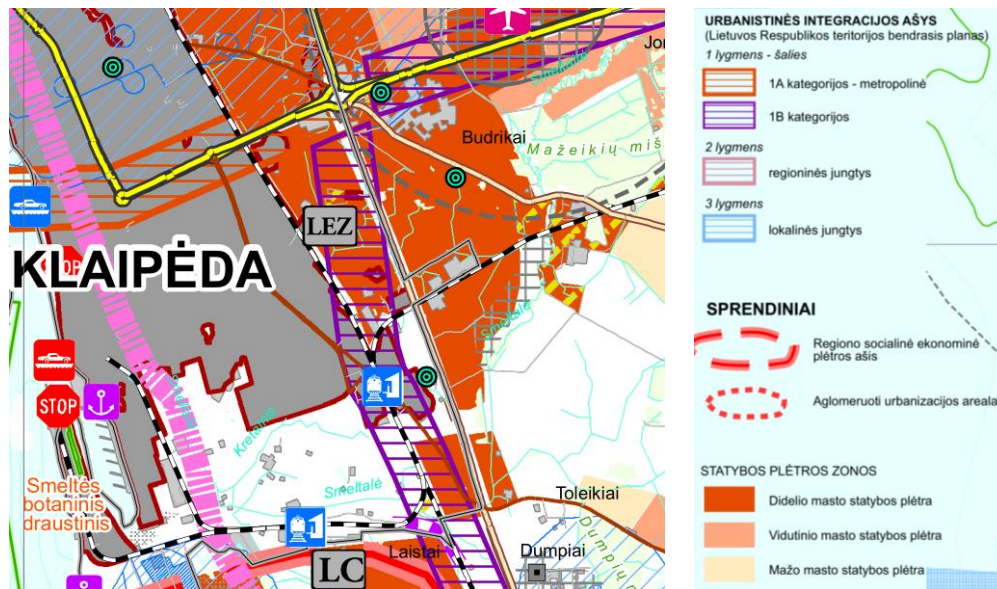 Jon
Smeltalė
Budrikai
Mažeikių miš
LEZ
KLAIPĖDA
Smeltalė
STOP
Kretainis
Smeltės
botaninis
draustinis
Smeltalė
Toleikiai
Laistai
Dumpiai
LC
URBANISTINĖS INTEGRACIJOS AŠYS
(Lietuvos Respublikos teritorijos bendrasis planas)
1 lygmens - šalies
1A kategorijos - metropolinė
1B kategorijos
2 lygmens
regioninės jungtys
3 lygmens
lokalinės jungtys
SPRENDINIAI
Regiono socialinė ekonominė
plėtros ašis
Aglomeruoti urbanizacijos areala
STATYBOS PLĖTROS ZONOS
Didelio masto statybos plėtra
Vidutinio masto statybos plėtra
Mažo masto statybos plėtra